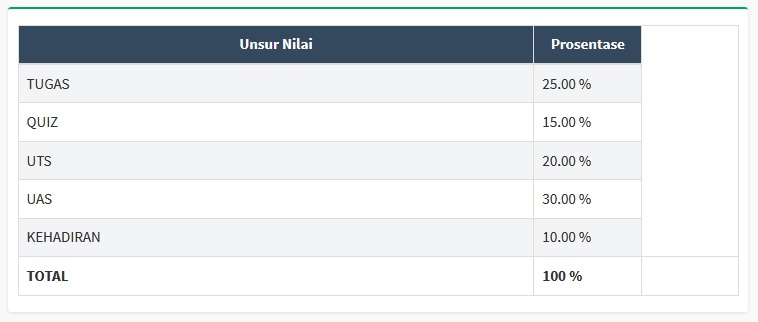 Unsur Nilai Prosentase
TUGAS 25.00 %
QUIZ 15.00 %
UTS 20.00 %
UAS 30.00 %
KEHADIRAN 10.00 %
TOTAL 100 %